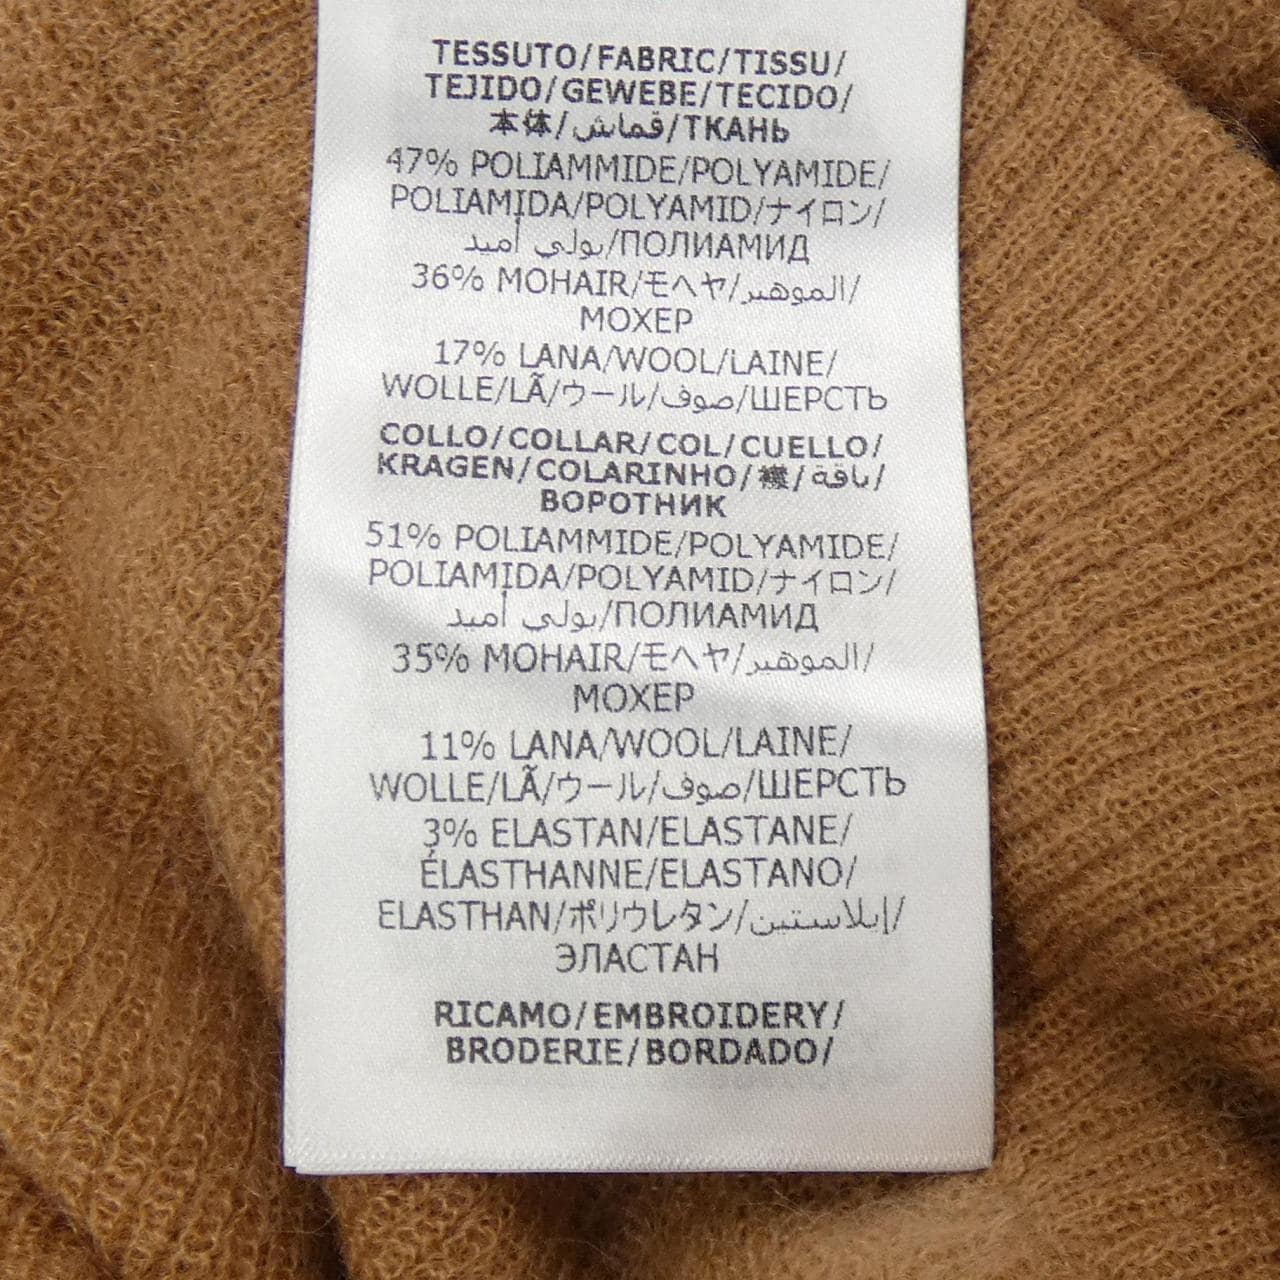 TESSUTO/FABRIC/TISSU/
TEJIDO/GEWEBE/TECIDO/
本体/قماش/ТКАНЬ
47% POLIAMMIDE/POLYAMIDE/
POLIAMIDA/POLYAMID/ナイロン/
بولي أميد/ПОЛИАМИД
36% MOHAIR/モヘヤ/الموهير/
МОХЕР
17% LANA/WOOL/LAINE/
WOLLE/LÃ/ウール/صوف/ШЕРСТЬ
COLLO/COLLAR/COL/CUELLO/
KRAGEN/COLARINHO/襟/ياقة/
ВОРОТНИК
51% POLIAMMIDE/POLYAMIDE/
POLIAMIDA/POLYAMID/ナイロン/
بولي أميد/ПОЛИАМИД
35% MOHAIR/モヘヤ/الموهير/
МОХЕР
11% LANA/WOOL/LAINE/
WOLLE/LÃ/ウール/صوف/ШЕРСТЬ
3% ELASTAN/ELASTANE/
ÉLASTHANNE/ELASTANO/
ELASTHAN/ポリウレタン/إيلاستين/
ЭЛАСТАН
RICAMO/EMBROIDERY/
BRODERIE/BORDADO/